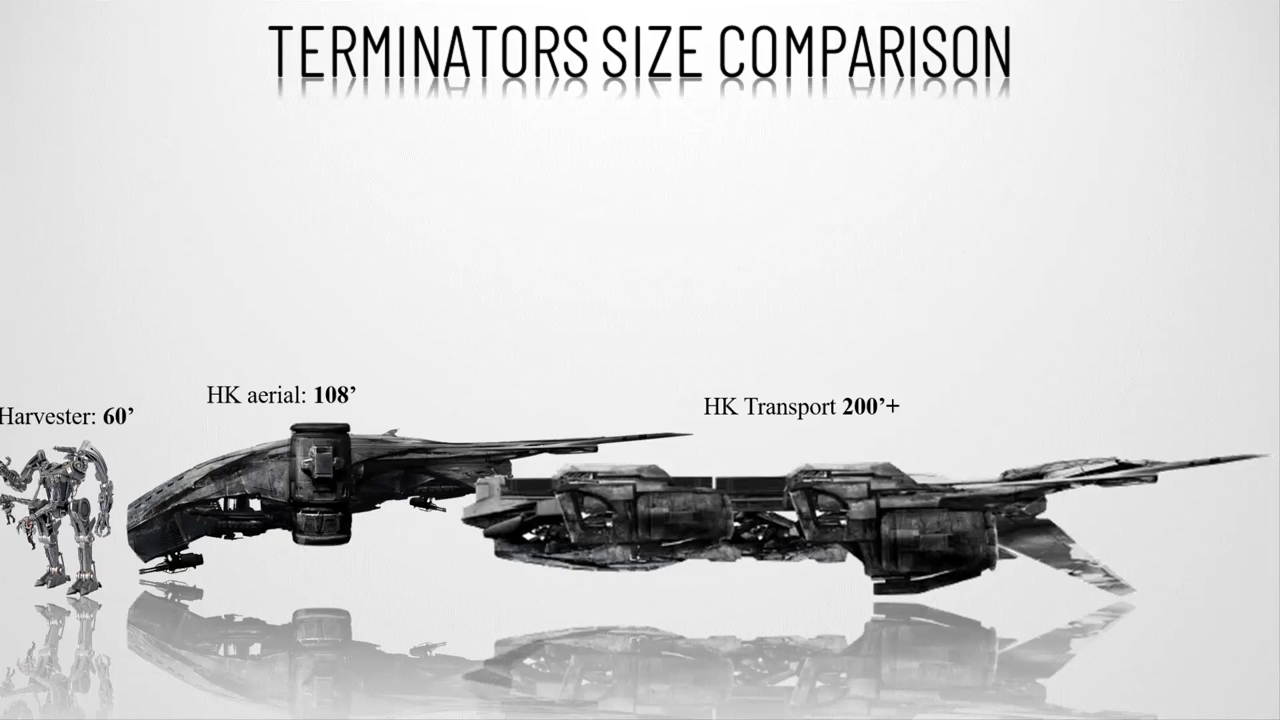 TERMINATORS SIZE COMPARISON
HK aerial: 108’
HK Transport 200’+
Harvester: 60’